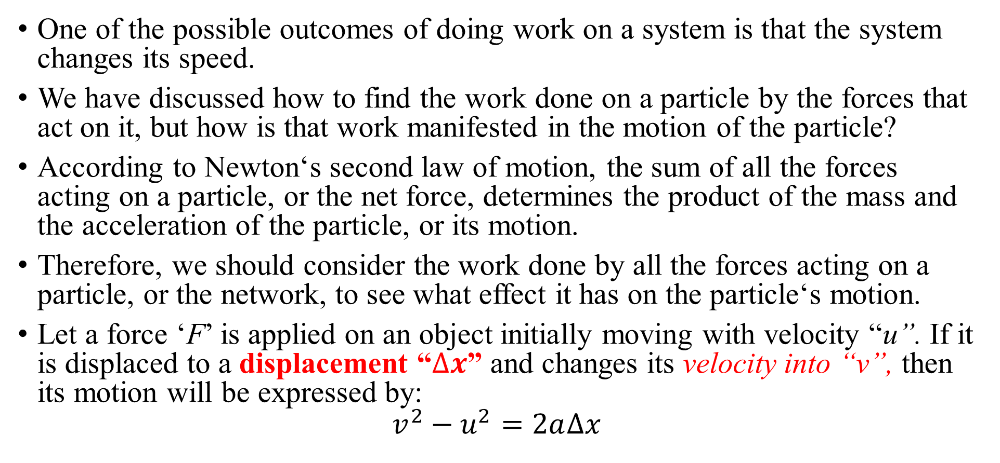 • One of the possible outcomes of doing work on a system is that the system
changes its speed.
• We have discussed how to find the work done on a particle by the forces that
act on it, but how is that work manifested in the motion of the particle?
• According to Newton‘s second law of motion, the sum of all the forces
acting on a particle, or the net force, determines the product of the mass and
the acceleration of the particle, or its motion.
• Therefore, we should consider the work done by all the forces acting on a
particle, or the network, to see what effect it has on the particle‘s motion.
• Let a force ‘F’ is applied on an object initially moving with velocity “u”. If it
is displaced to a displacement “Δx” and changes its velocity into “v”, then
its motion will be expressed by:
v² − u² = 2aΔx